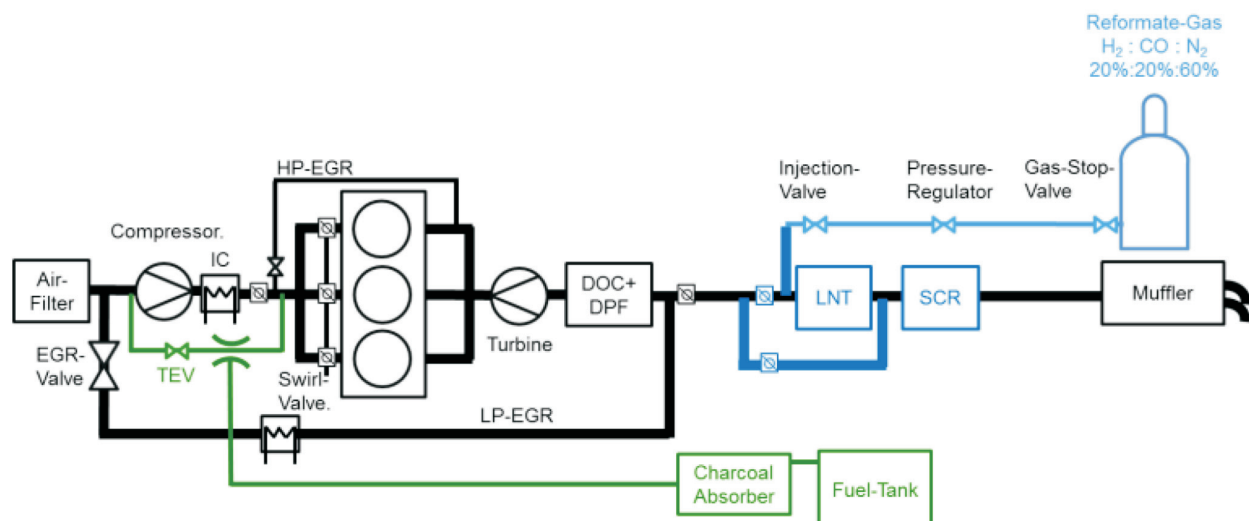 Reformate-Gas
H₂ : CO : N₂
20%:20%:60%
HP-EGR
Injection-
Valve
Pressure-
Regulator
Gas-Stop-
Valve
Compressor.
IC
Air-
Filter
DOC+
DPF
LNT
SCR
Muffler
Turbine
EGR-
Valve
TEV
Swirl-
Valve.
LP-EGR
Charcoal
Absorber
Fuel-Tank